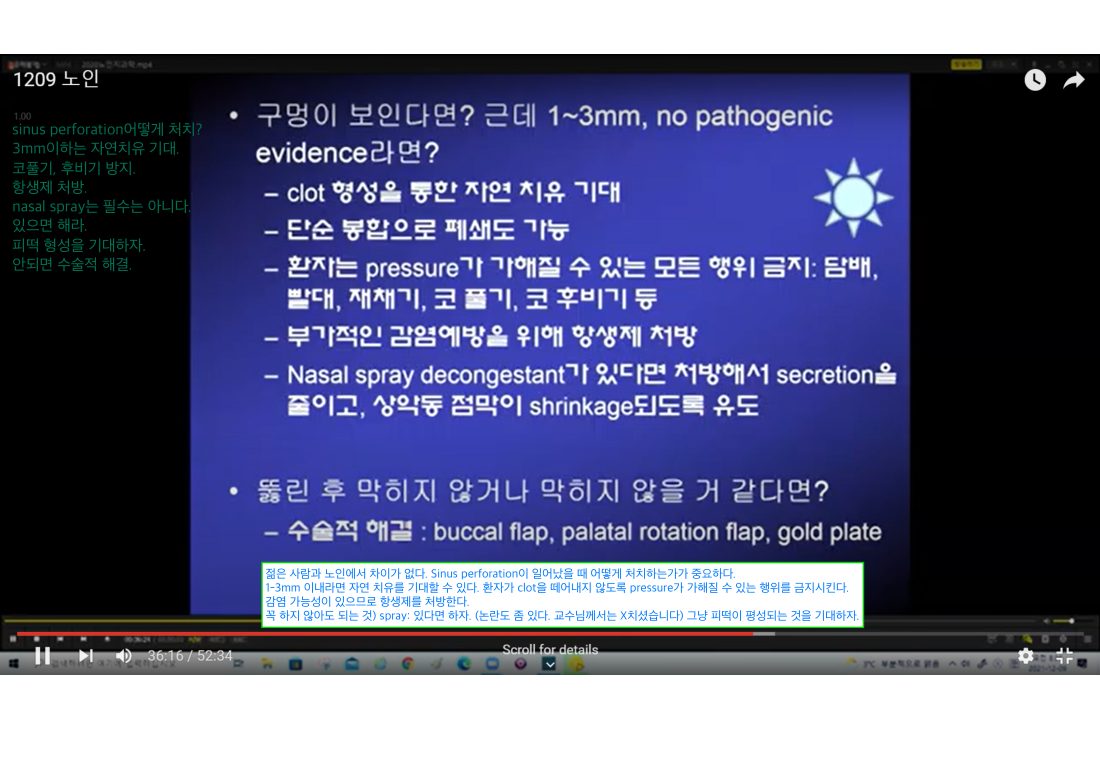 2020노인치과학.mp4
1209 노인
1.00
sinus perforation어떻게 처치?
3mm이하는 자연치유 기대.
코풀기, 후비기 방지.
항생제 처방.
nasal spray는 필수는 아니다.
있으면 해라.
피떡 형성을 기대하자.
안되면 수술적 해결.
• 구멍이 보인다면? 근데 1~3mm, no pathogenic
evidence라면?
– clot 형성을 통한 자연 치유 기대
– 단순 봉합으로 폐쇄도 가능
– 환자는 pressure가 가해질 수 있는 모든 행위 금지: 담배,
빨대, 재채기, 코 풀기, 코 후비기 등
– 부가적인 감염예방을 위해 항생제 처방
– Nasal spray decongestant가 있다면 처방해서 secretion을
줄이고, 상악동 점막이 shrinkage되도록 유도
• 뚫린 후 막히지 않거나 막히지 않을 거 같다면?
– 수술적 해결 : buccal flap, palatal rotation flap, gold plate
젊은 사람과 노인에서 차이가 없다. Sinus perforation이 일어났을 때 어떻게 처치하는가가 중요하다.
1-3mm 이내라면 자연 치유를 기대할 수 있다. 환자가 clot을 떼어내지 않도록 pressure가 가해질 수 있는 행위를 금지시킨다.
감염 가능성이 있으므로 항생제를 처방한다.
꼭 하지 않아도 되는 것) spray: 있다면 하자. (논란도 좀 있다. 교수님께서는 X치셨습니다) 그냥 피떡이 평성되는 것을 기대하자.
36:16 / 52:34
Scroll for details
3°C 부분적으로 맑음